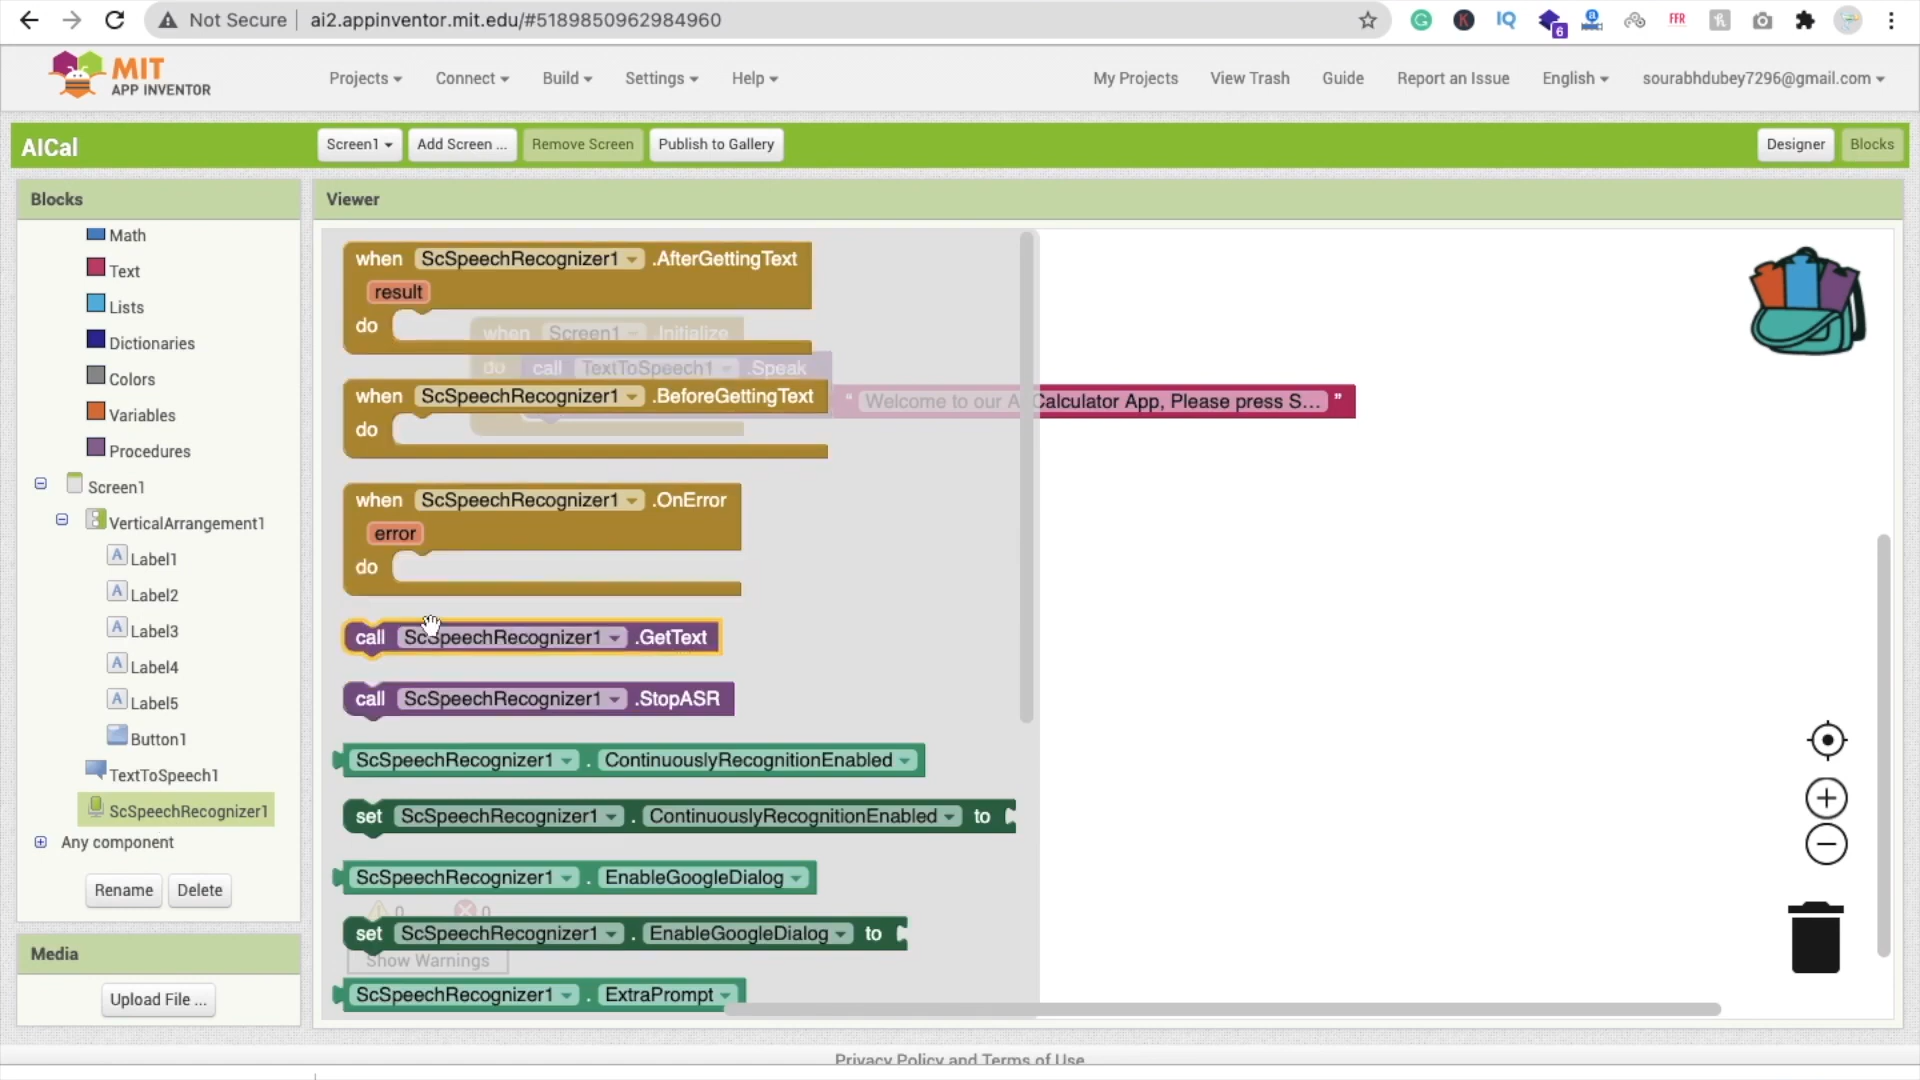 Not Secure
ai2.appinventor.mit.edu/#5189850962984960
IQ
6
a
FFR
MIT
APP INVENTOR
Projects
Connect
Build
Settings
Help
My Projects
View Trash
Guide
Report an Issue
English
sourabhdubey7296@gmail.com
AICal
Screen1
Add Screen ...
Remove Screen
Publish to Gallery
Designer
Blocks
Blocks
Math
Text
Lists
Dictionaries
Colors
Variables
Procedures
Screen1
VerticalArrangement1
A Label1
A Label2
A Label3
A Label4
A Label5
Button1
TextToSpeech1
ScSpeechRecognizer1
Any component
Rename
Delete
Media
Upload File ...
Viewer
when ScSpeechRecognizer1 .AfterGettingText
result
do
when Screen1 .Initialize
do call TextToSpeech1 .Speak
when ScSpeechRecognizer1 .BeforeGettingText
" Welcome to our A Calculator App, Please press S... "
do
when ScSpeechRecognizer1 .OnError
error
do
call ScSpeechRecognizer1 .GetText
call ScSpeechRecognizer1 .StopASR
ScSpeechRecognizer1 . ContinuouslyRecognitionEnabled
set ScSpeechRecognizer1 . ContinuouslyRecognitionEnabled to
ScSpeechRecognizer1 . EnableGoogleDialog
0 0
set ScSpeechRecognizer1 . EnableGoogleDialog to
Show Warnings
ScSpeechRecognizer1 . ExtraPrompt
Privacy Policy and Terms of Use